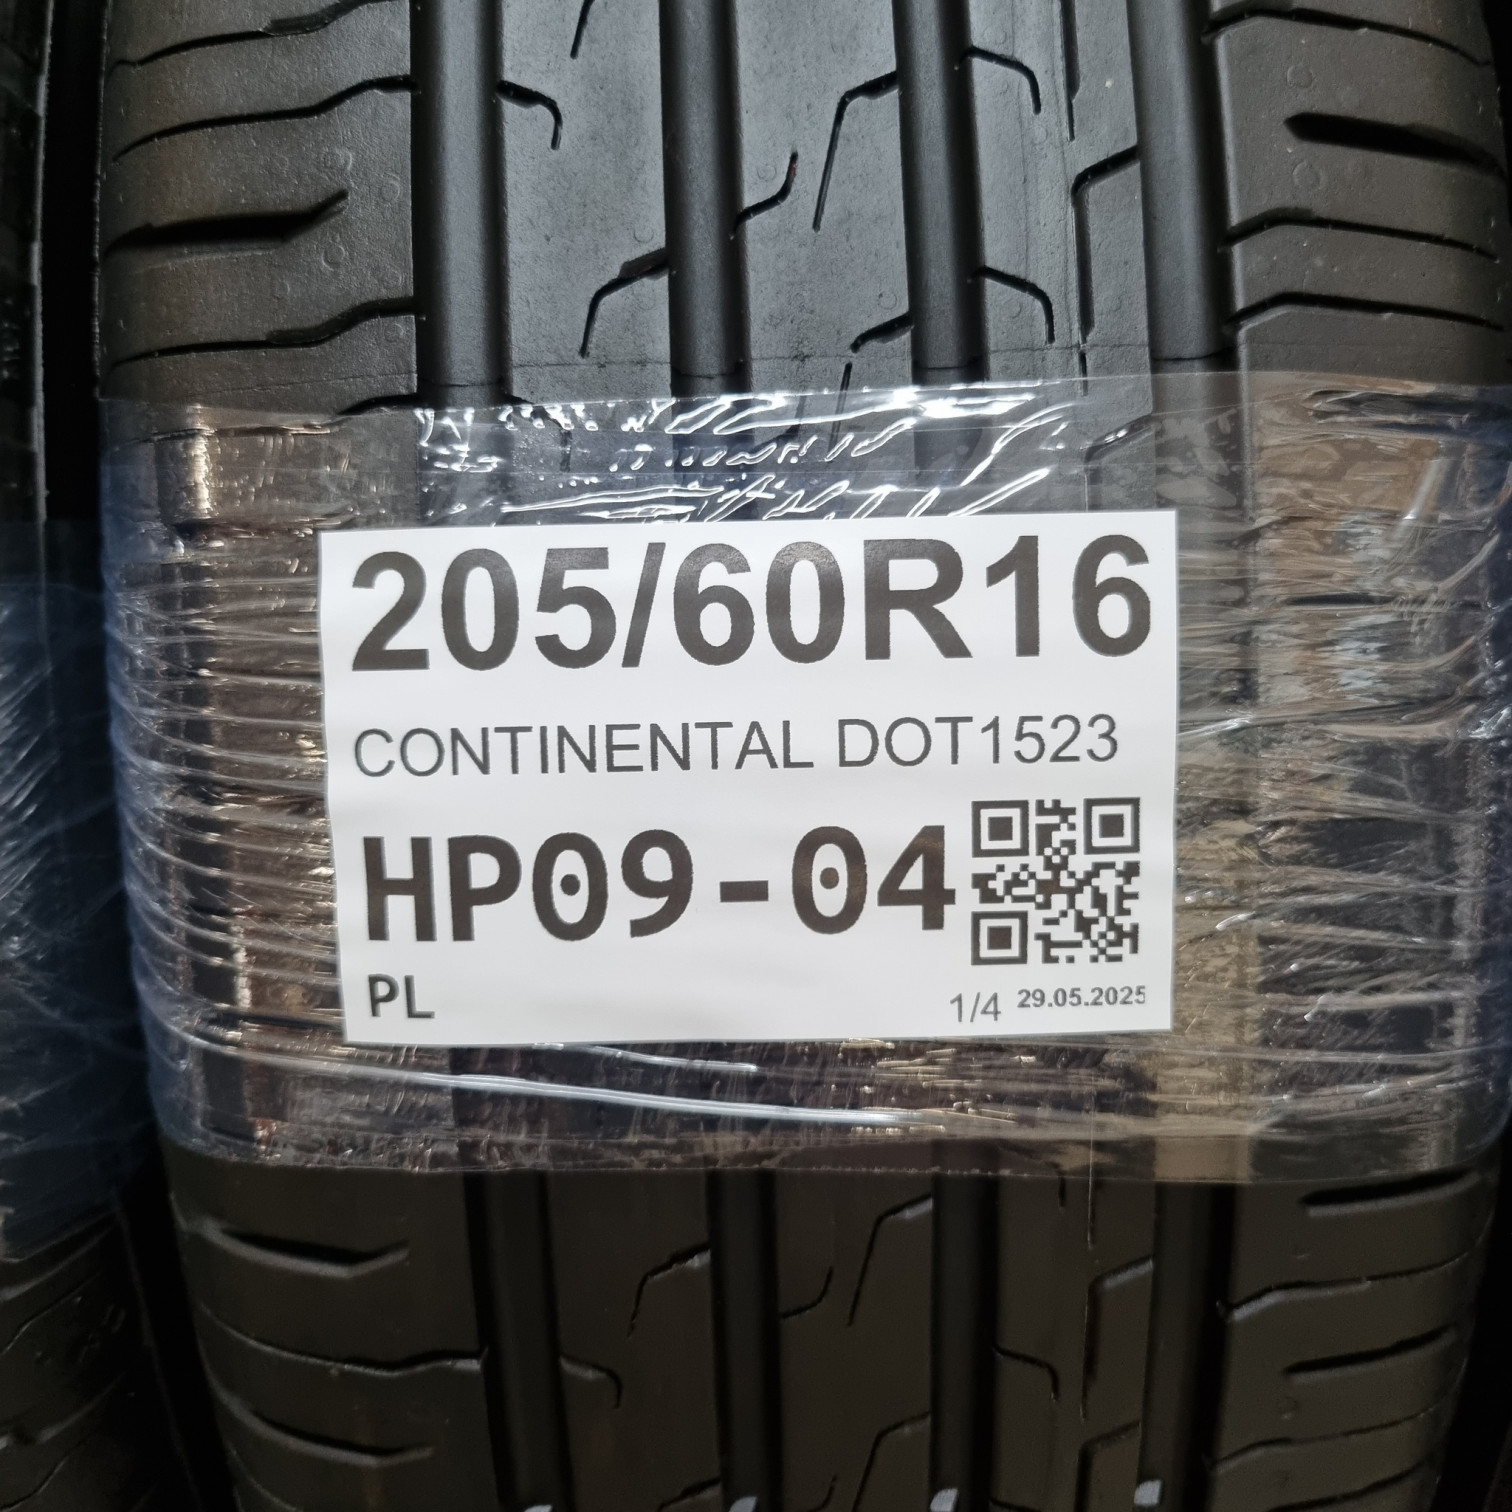 205/60R16
CONTINENTAL DOT1523
HP09-04
PL
1/4 29.05.2025